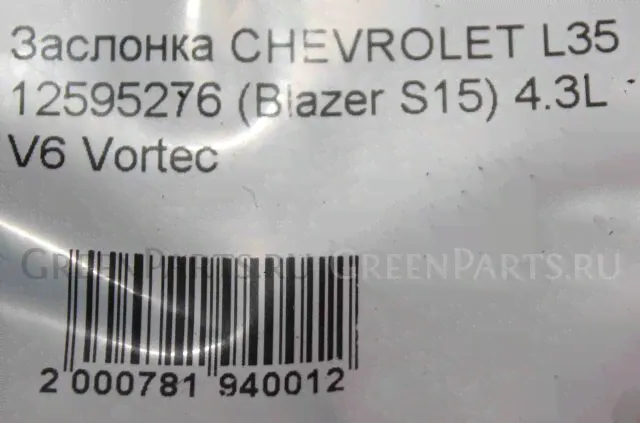 Заслонка CHEVROLET L35
12595276 (Blazer S15) 4.3L
V6 Vortec
GREENPARTS.RU GREENPARTS.RU
2 000781 940012